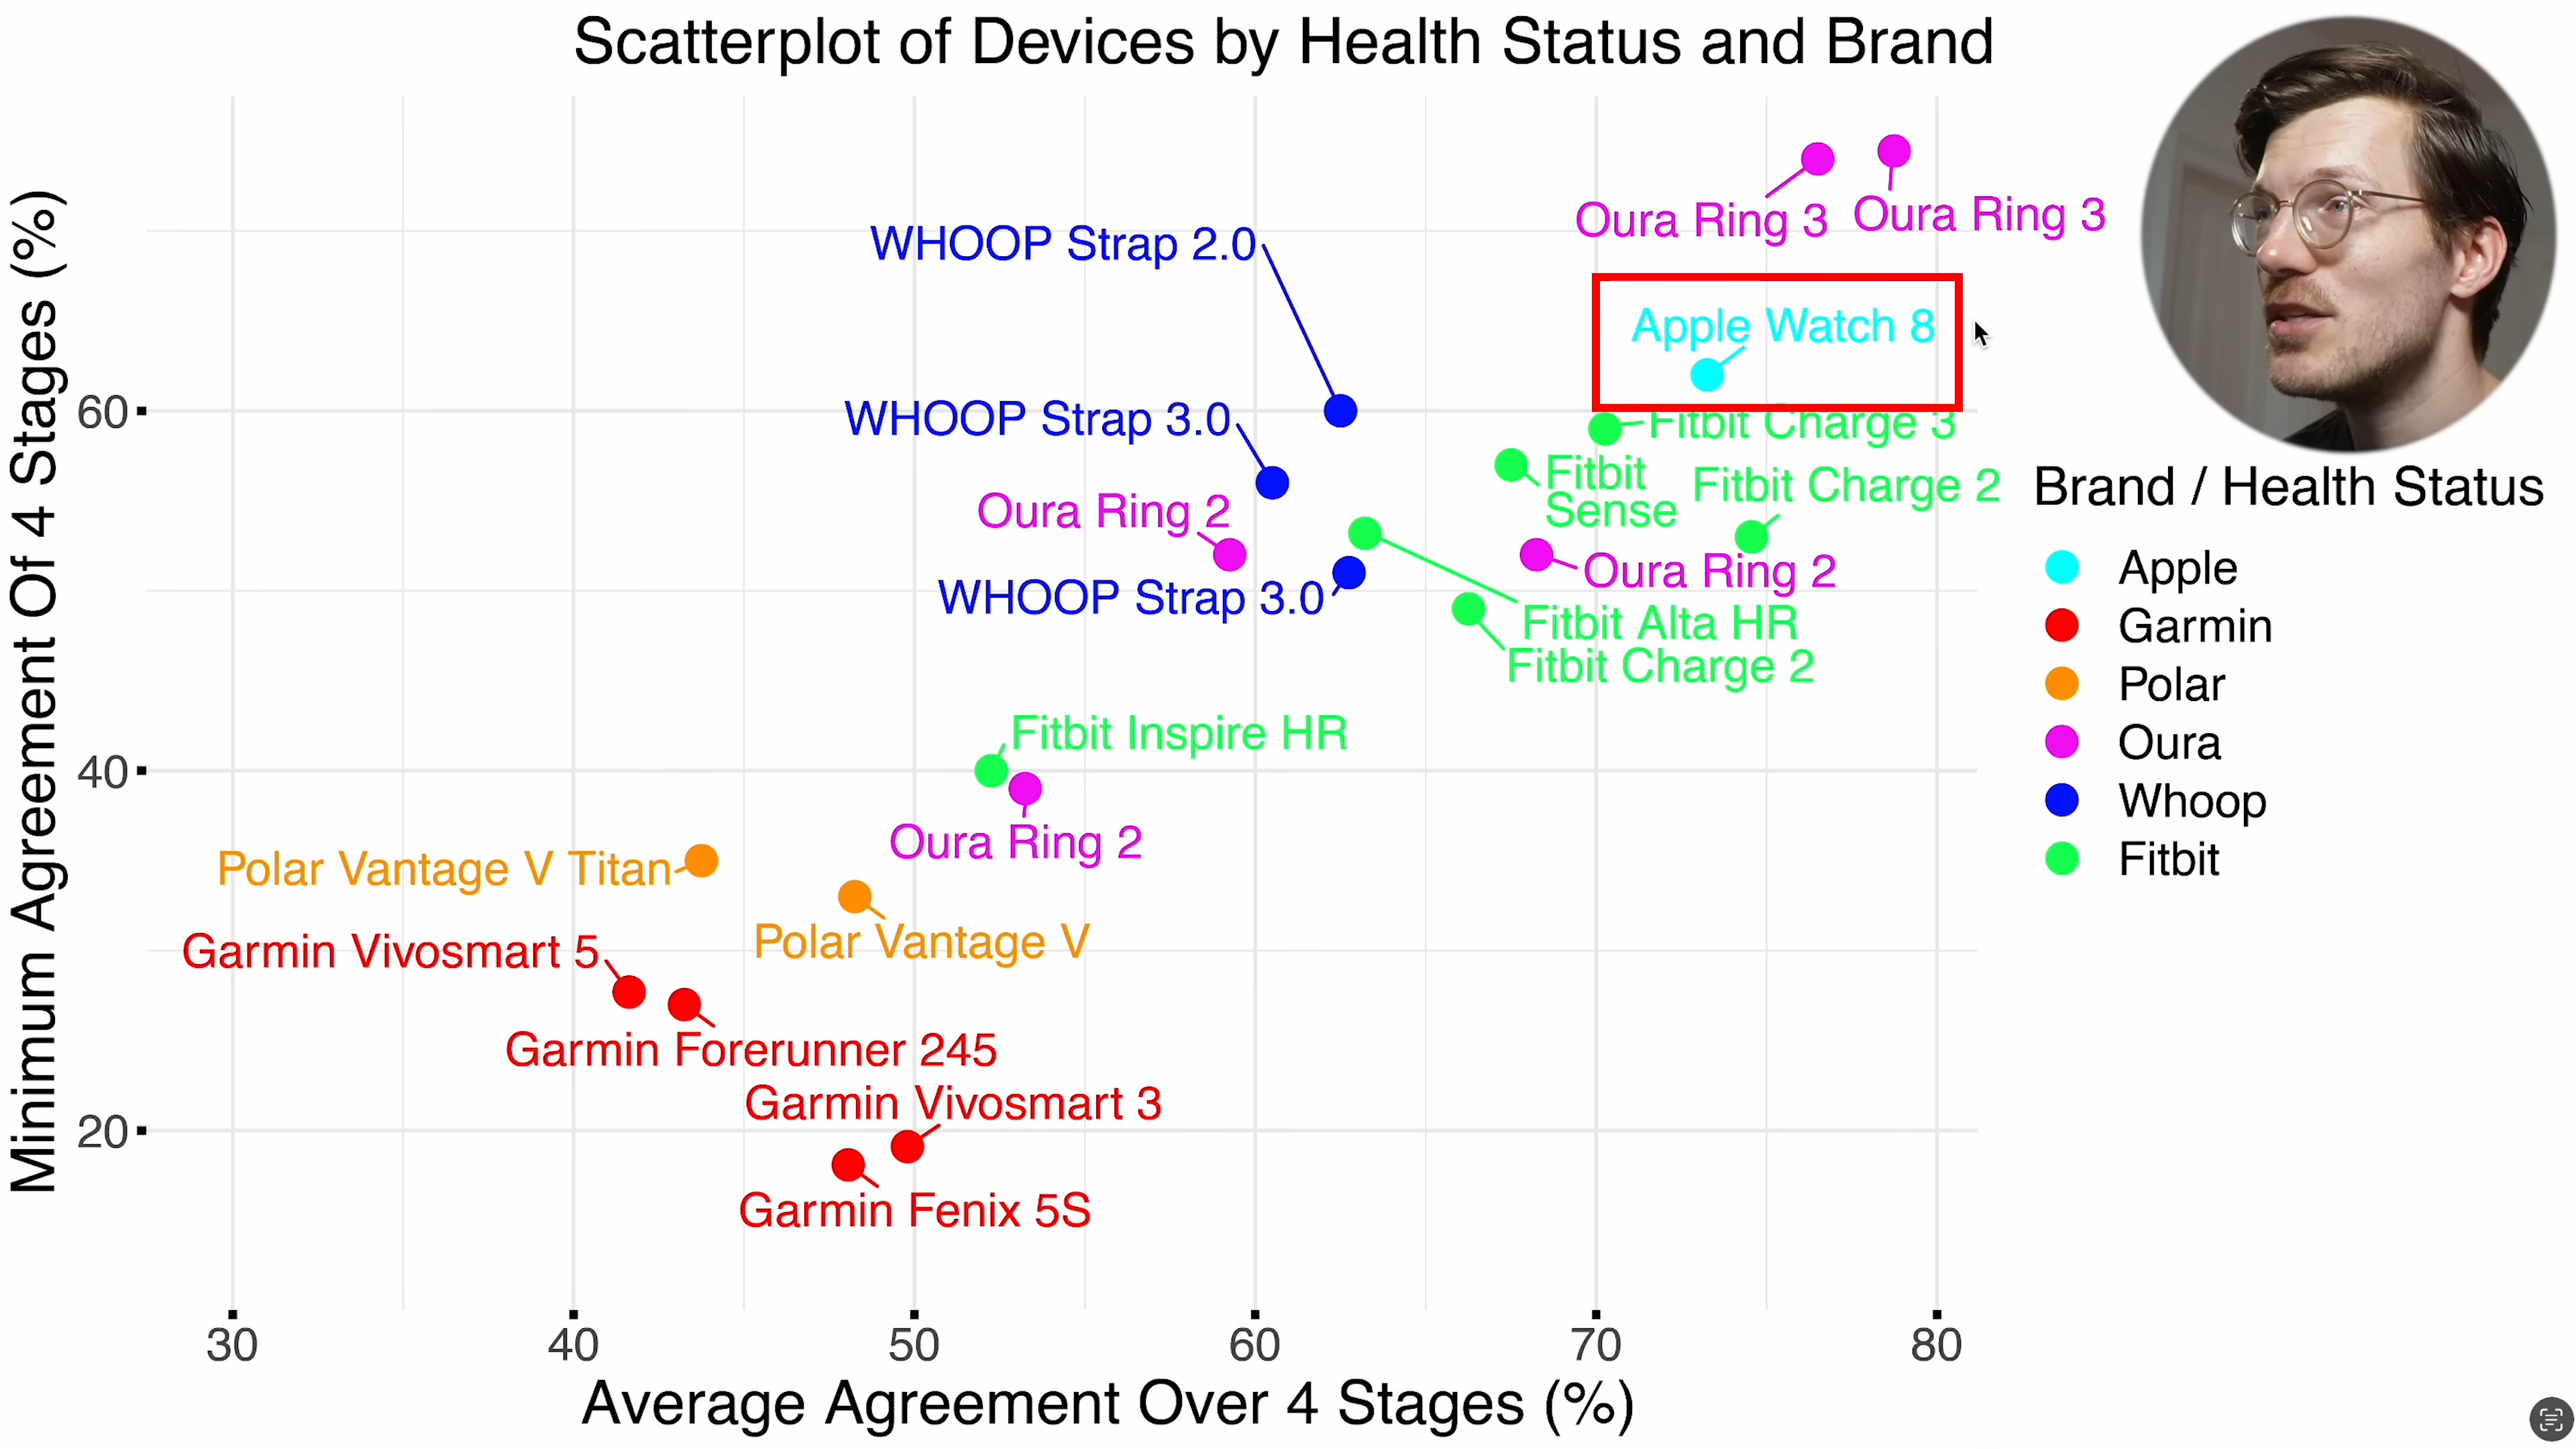 Scatterplot of Devices by Health Status and Brand
Minimum Agreement Of 4 Stages (%)
60
40
20
Oura Ring 3
Oura Ring 3
WHOOP Strap 2.0
Apple Watch 8
WHOOP Strap 3.0
Fitbit Charge 3
Fitbit
Sense
Fitbit Charge 2
Oura Ring 2
Oura Ring 2
WHOOP Strap 3.0
Fitbit Alta HR
Fitbit Charge 2
Fitbit Inspire HR
Oura Ring 2
Polar Vantage V Titan
Polar Vantage V
Garmin Vivosmart 5
Garmin Forerunner 245
Garmin Vivosmart 3
Garmin Fenix 5S
30
40
50
60
70
80
Average Agreement Over 4 Stages (%)
Brand / Health Status
Apple
Garmin
Polar
Oura
Whoop
Fitbit